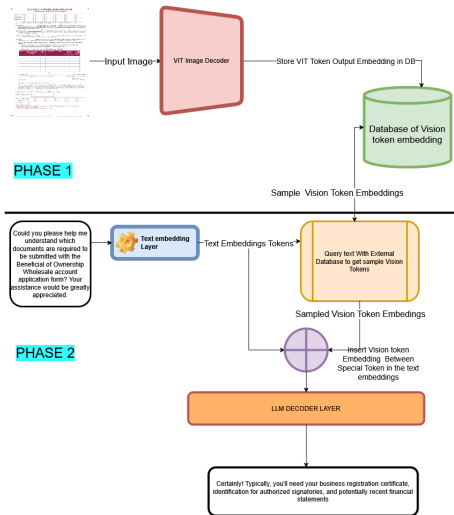 Input Image
VIT Image Decoder
Store VIT Token Output Embedding in DB
Database of Vision
token embedding
PHASE 1
Sample Vision Token Embeddings
Could you please help me
understand which
documents are required to
be submitted with the
Beneficial of Ownership
Wholesale account
application form? Your
assistance would be greatly
appreciated.
Text embedding
Layer
Text Embeddings Tokens
Query text With External
Database to get sample Vision
Tokens
Sampled Vision Token Embedings
PHASE 2
Insert Vision token
Embedding Between
Special Token in the text
embeddings
LLM DECODER LAYER
Certainly! Typically, you'll need your business registration certificate,
identification for authorized signatories, and potentially recent financial
statements